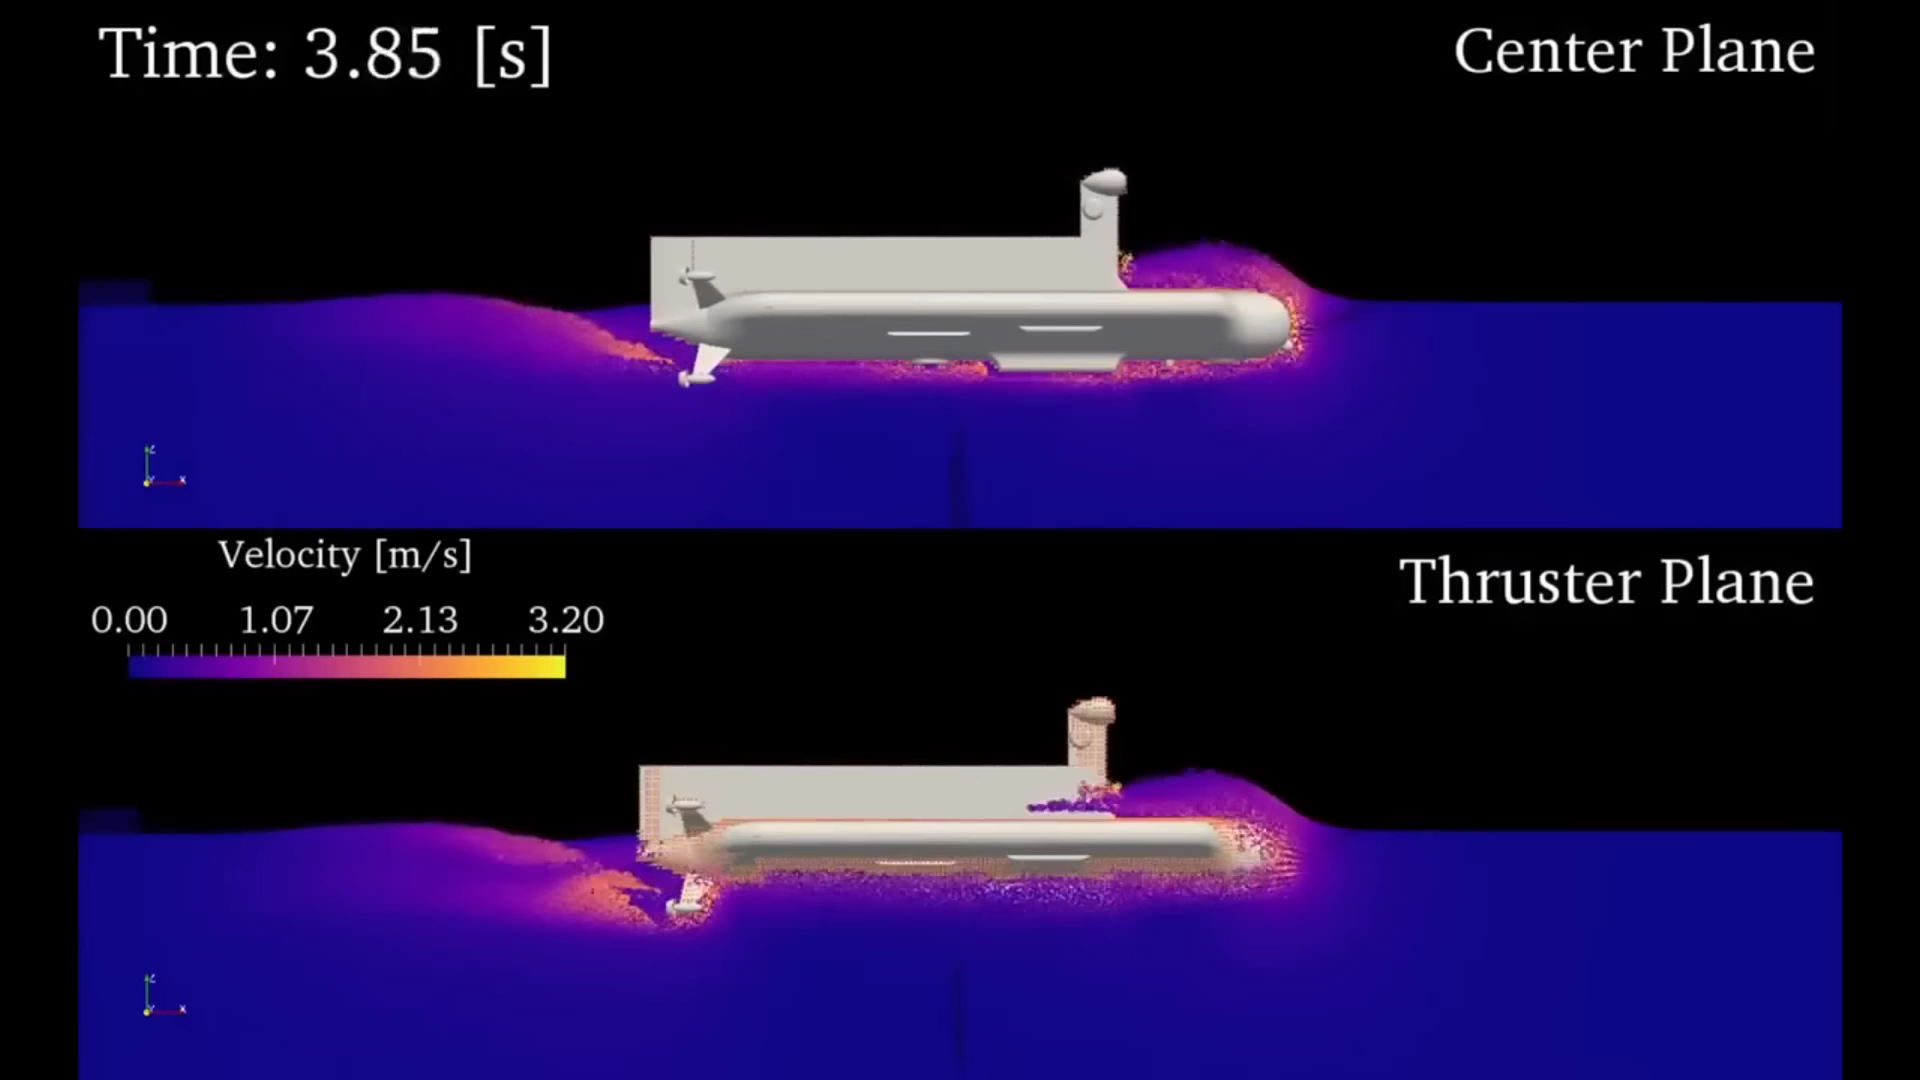 Time: 3.85 [s]
Center Plane
Z
Y
X
Velocity [m/s]
0.00 1.07 2.13 3.20
Thruster Plane
Z
Y
X